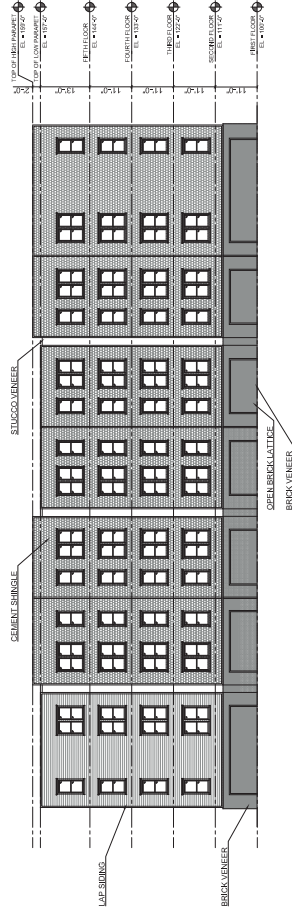 TOP OF HIGH PARAPET
EL = 159'-0"
TOP OF LOW PARAPET
EL = 157'-0"
FIFTH FLOOR
EL = 144'-0"
FOURTH FLOOR
EL = 133'-0"
THIRD FLOOR
EL = 122'-0"
SECOND FLOOR
EL = 111'-0"
FIRST FLOOR
EL = 100'-0"
2'-0"
13'-0"
11'-0"
11'-0"
11'-0"
11'-0"
STUCCO VENEER
CEMENT SHINGLE
LAP SIDING
OPEN BRICK LATTICE
BRICK VENEER
BRICK VENEER